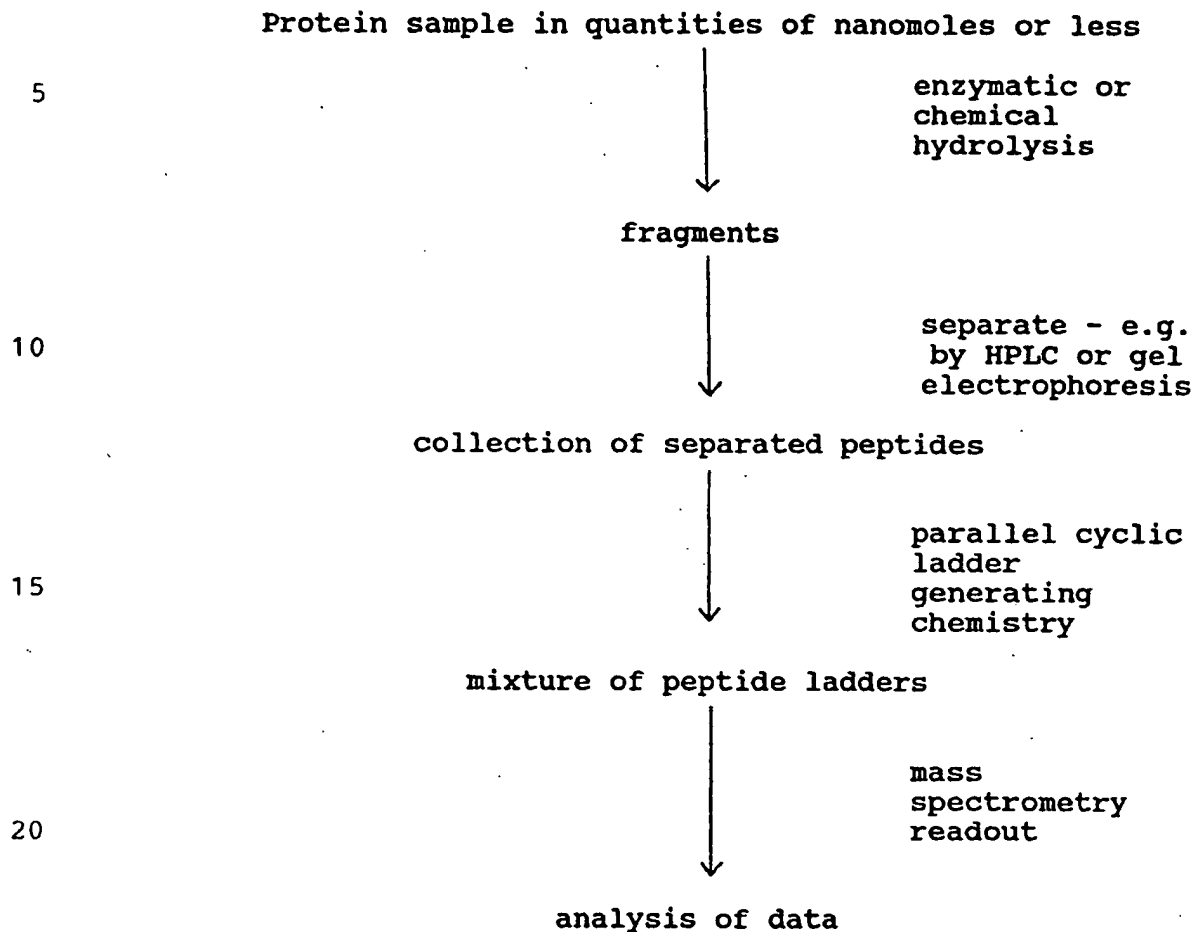 Protein sample in quantities of nanomoles or less
5
enzymatic or
chemical
hydrolysis
fragments
10
separate - e.g.
by HPLC or gel
electrophoresis
collection of separated peptides
15
parallel cyclic
ladder
generating
chemistry
mixture of peptide ladders
20
mass
spectrometry
readout
analysis of data